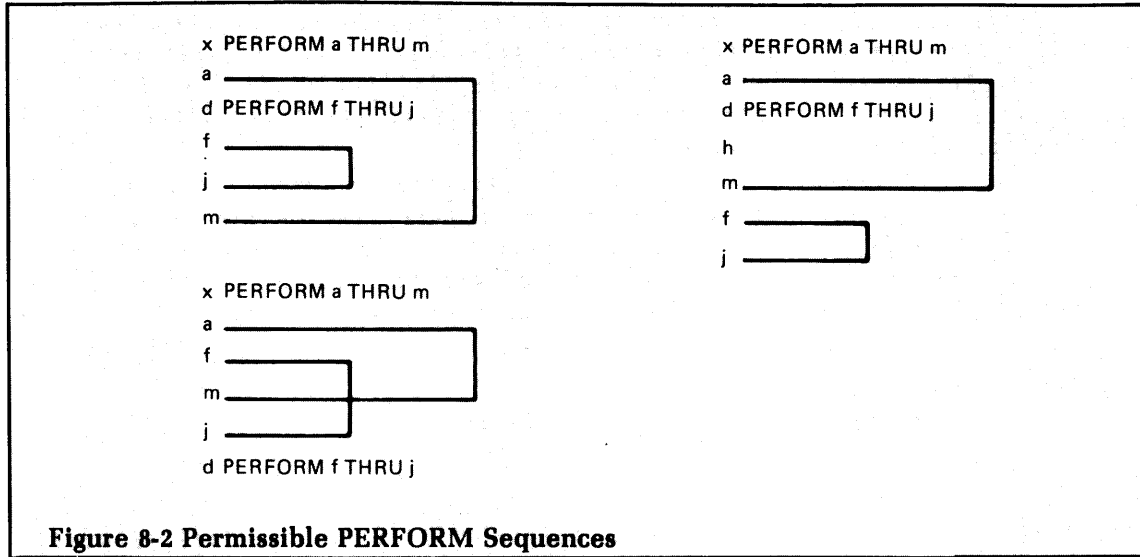 x PERFORM a THRU m
a
d PERFORM f THRU j
f
j
m
x PERFORM a THRU m
a
d PERFORM f THRU j
h
m
f
j
x PERFORM a THRU m
a
f
m
j
d PERFORM f THRU j
Figure 8-2 Permissible PERFORM Sequences